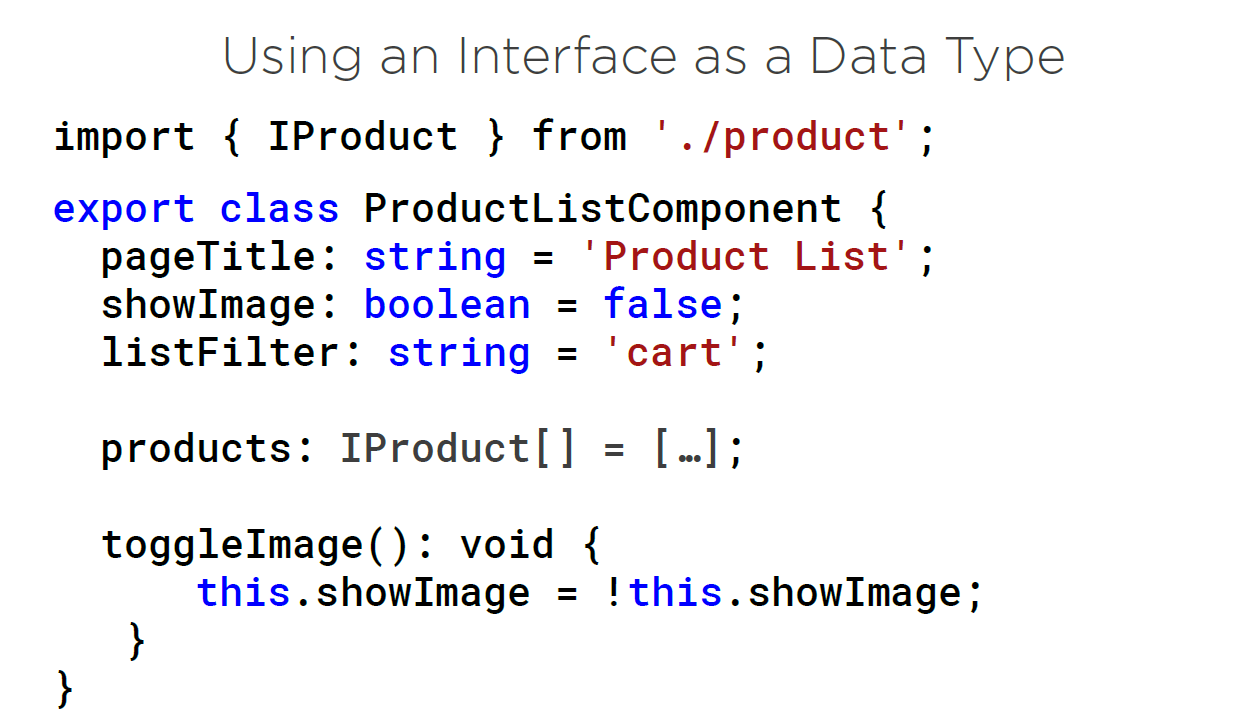 Using an Interface as a Data Type
import { IProduct } from './product';
export class ProductListComponent {
pageTitle: string = 'Product List';
showImage: boolean = false;
listFilter: string = 'cart';
products: IProduct[] = […];
toggleImage(): void {
this.showImage = !this.showImage;
}
}